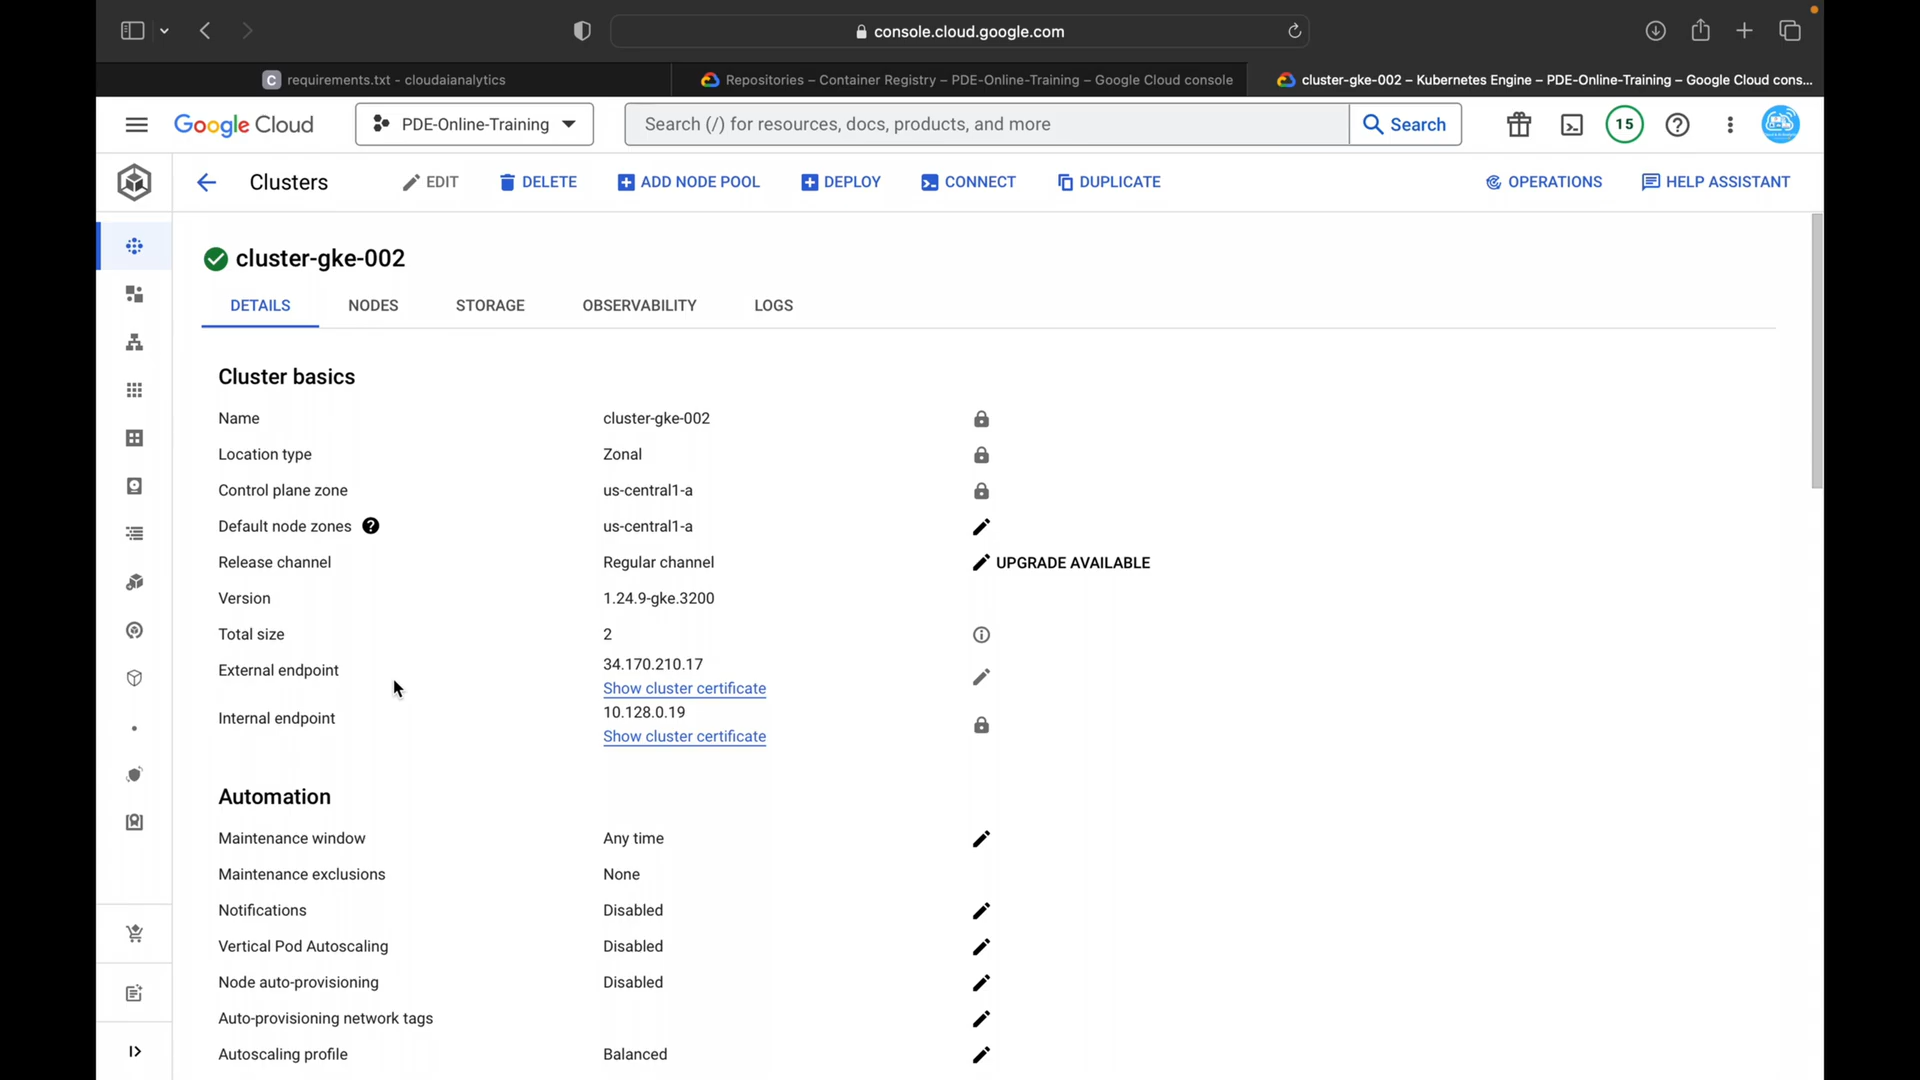 console.cloud.google.com
requirements.txt - cloudaianalytics
Repositories – Container Registry – PDE-Online-Training – Google Cloud console
cluster-gke-002 – Kubernetes Engine – PDE-Online-Training – Google Cloud cons...
Google Cloud
PDE-Online-Training
Search (/) for resources, docs, products, and more
Search
15
Clusters
EDIT
DELETE
ADD NODE POOL
DEPLOY
CONNECT
DUPLICATE
OPERATIONS
HELP ASSISTANT
cluster-gke-002
DETAILS
NODES
STORAGE
OBSERVABILITY
LOGS
Cluster basics
Name cluster-gke-002
Location type Zonal
Control plane zone us-central1-a
Default node zones us-central1-a
Release channel Regular channel UPGRADE AVAILABLE
Version 1.24.9-gke.3200
Total size 2
External endpoint 34.170.210.17
Show cluster certificate
Internal endpoint 10.128.0.19
Show cluster certificate
Automation
Maintenance window Any time
Maintenance exclusions None
Notifications Disabled
Vertical Pod Autoscaling Disabled
Node auto-provisioning Disabled
Auto-provisioning network tags
Autoscaling profile Balanced